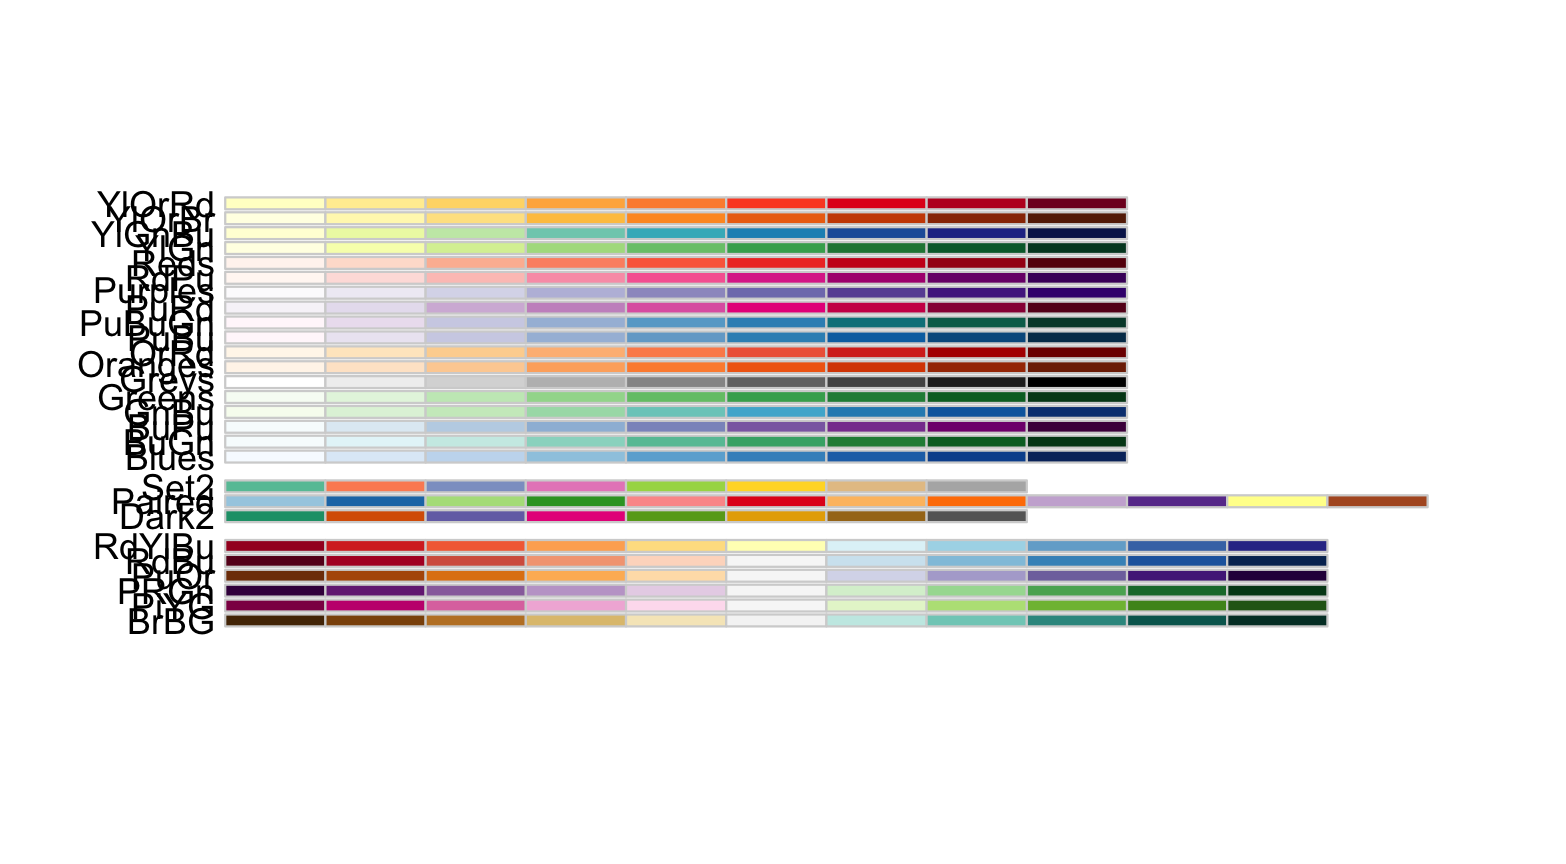 YlOrRd
YlOrBr
YlGnBu
YlGn
Reds
RdPu
Purples
PuRd
PuBuGn
PuBu
OrRd
Oranges
Greys
Greens
GnBu
BuPu
BuGn
Blues
Set2
Paired
Dark2
RdYlBu
RdBu
PuOr
PRGn
PiYG
BrBG